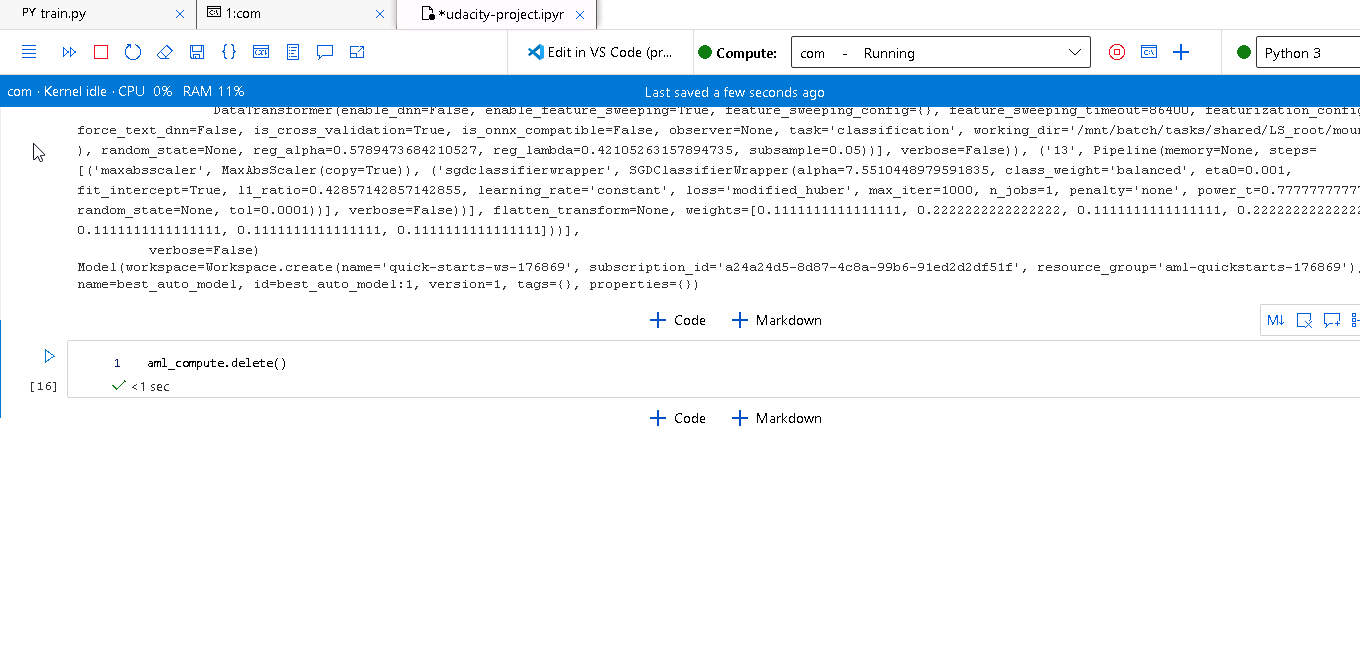 PY train.py
1:com
*udacity-project.ipyr
Edit in VS Code (pr...
Compute:
com - Running
Python 3
com · Kernel idle · CPU 0% RAM 11%
Last saved a few seconds ago
DataTransformer(enable_dnn=False, enable_feature_sweeping=True, feature_sweeping_config={}, feature_sweeping_timeout=86400, featurization_confi
force_text_dnn=False, is_cross_validation=True, is_onnx_compatible=False, observer=None, task='classification', working_dir='/mnt/batch/tasks/shared/LS_root/mour
), random_state=None, reg_alpha=0.5789473684210527, reg_lambda=0.42105263157894735, subsample=0.05))], verbose=False)), ('13', Pipeline(memory=None, steps=
[('maxabsscaler', MaxAbsScaler(copy=True)), ('sgdclassifierwrapper', SGDClassifierWrapper(alpha=7.5510448979591835, class_weight='balanced', eta0=0.001,
fit_intercept=True, l1_ratio=0.42857142857142855, learning_rate='constant', loss='modified_huber', max_iter=1000, n_jobs=1, penalty='none', power_t=0.77777777777
random_state=None, tol=0.0001))], verbose=False))], flatten_transform=None, weights=[0.1111111111111111, 0.2222222222222222, 0.1111111111111111, 0.2222222222222
0.1111111111111111, 0.1111111111111111, 0.1111111111111111]))],
verbose=False)
Model(workspace=Workspace.create(name='quick-starts-ws-176869', subscription_id='a24a24d5-8d87-4c8a-99b6-91ed2d2df51f', resource_group='aml-quickstarts-176869'),
name=best_auto_model, id=best_auto_model:1, version=1, tags={}, properties={})
Code Markdown
M↓
1 aml_compute.delete()
[16] <1 sec
Code Markdown